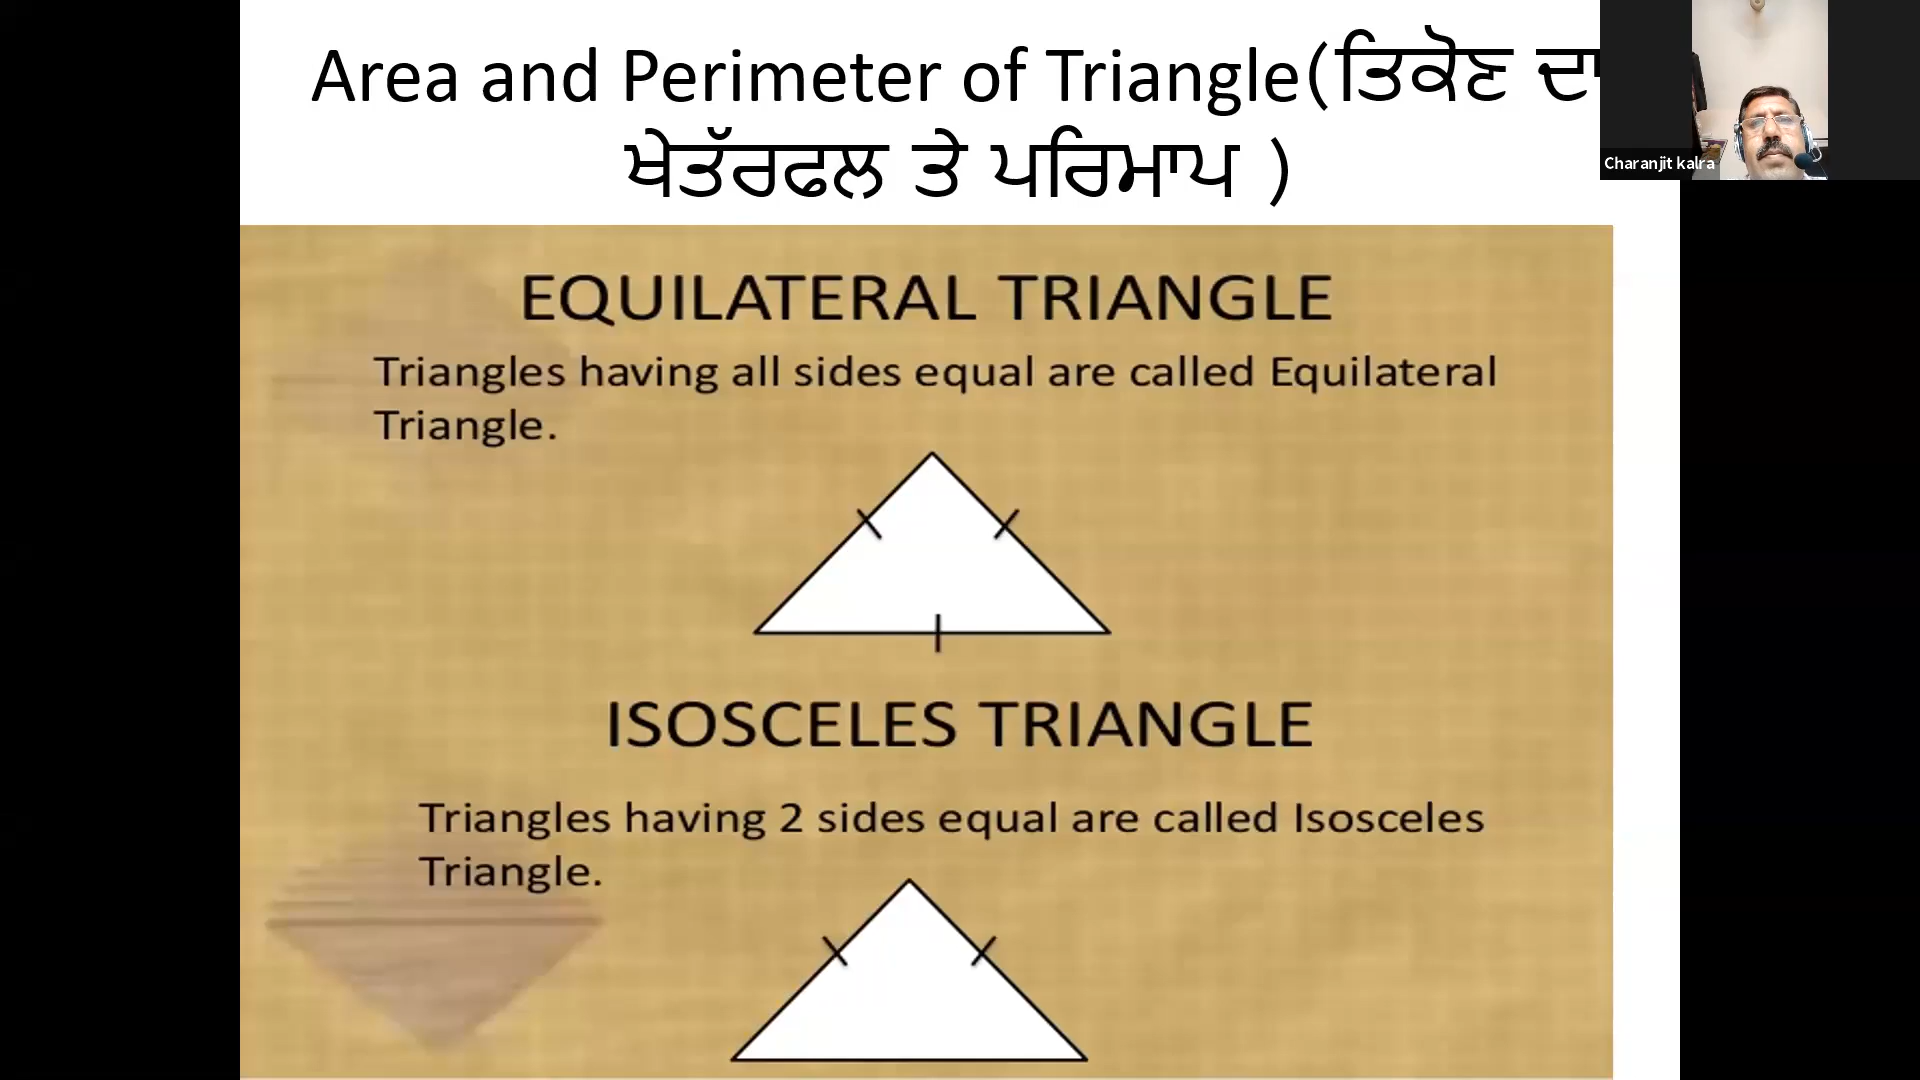 Area and Perimeter of Triangle(ਤਿਕੋਣ ਦਾ
ਖੇਤੱਰਫਲ ਤੇ ਪਰਿਮਾਪ )
Charanjit kalra
EQUILATERAL TRIANGLE
Triangles having all sides equal are called Equilateral
Triangle.
ISOSCELES TRIANGLE
Triangles having 2 sides equal are called Isosceles
Triangle.